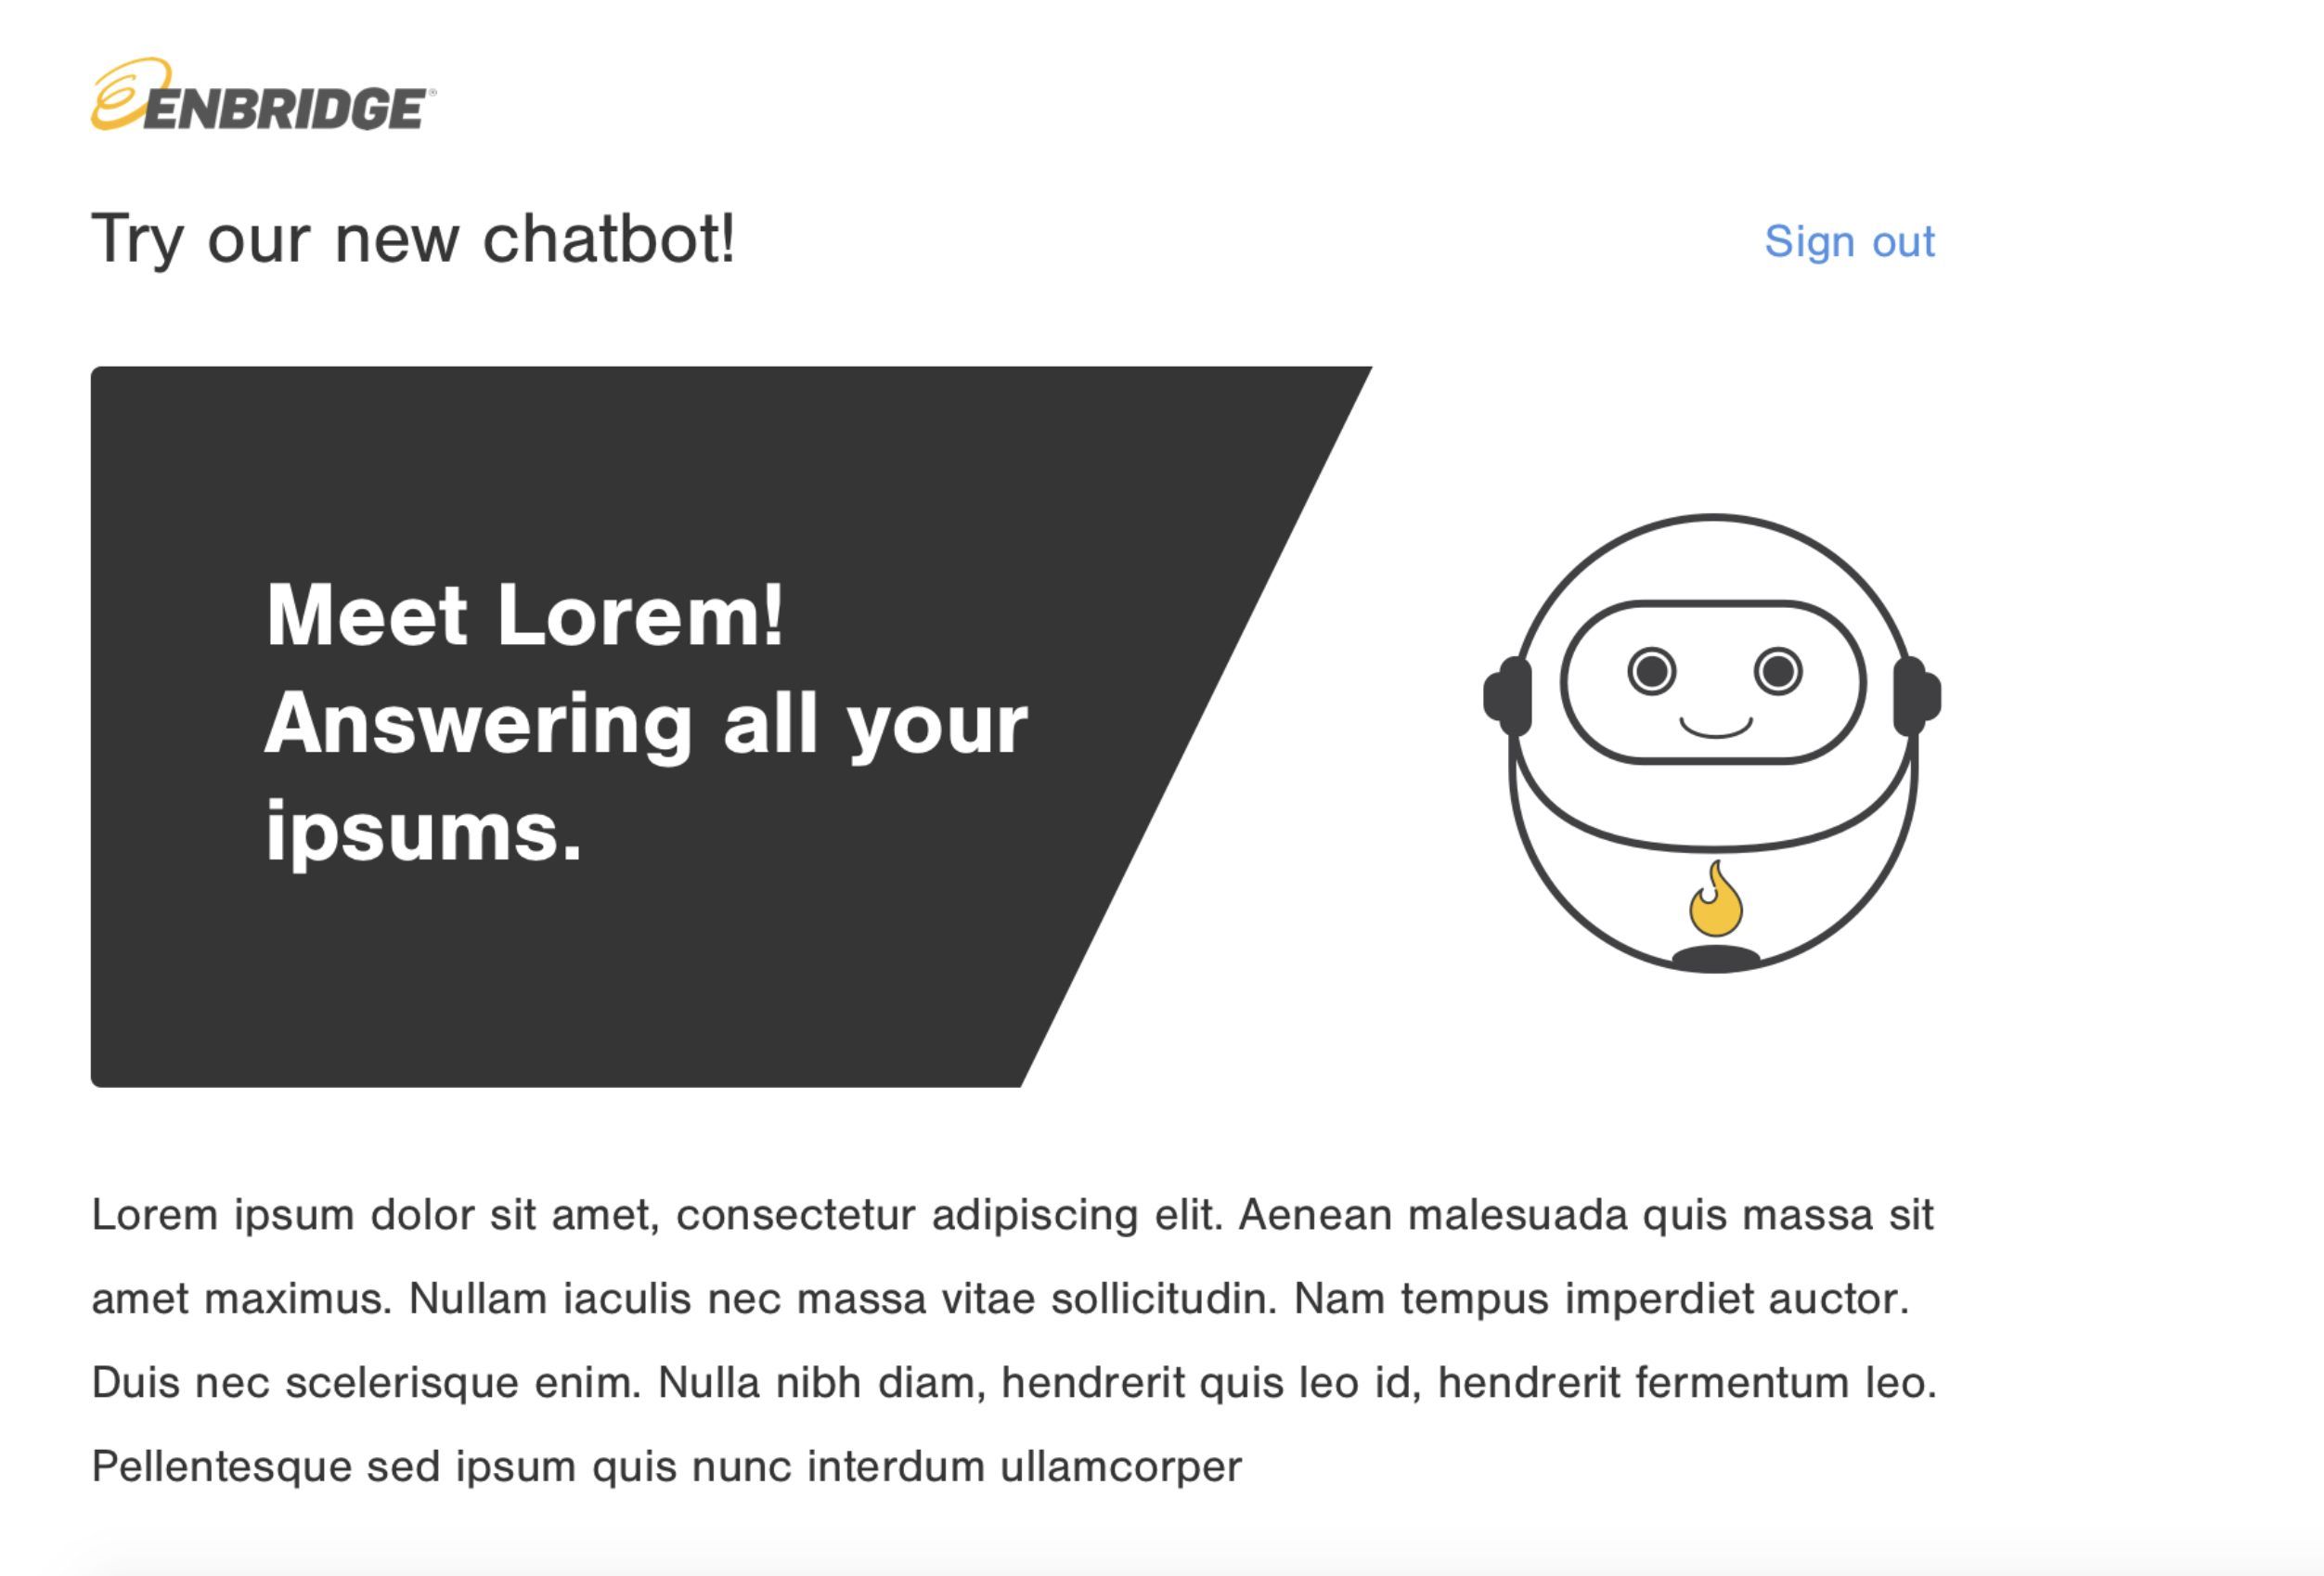 ENBRIDGE®
Try our new chatbot!
Sign out
Meet Lorem!
Answering all your
ipsums.
Lorem ipsum dolor sit amet, consectetur adipiscing elit. Aenean malesuada quis massa sit
amet maximus. Nullam iaculis nec massa vitae sollicitudin. Nam tempus imperdiet auctor.
Duis nec scelerisque enim. Nulla nibh diam, hendrerit quis leo id, hendrerit fermentum leo.
Pellentesque sed ipsum quis nunc interdum ullamcorper